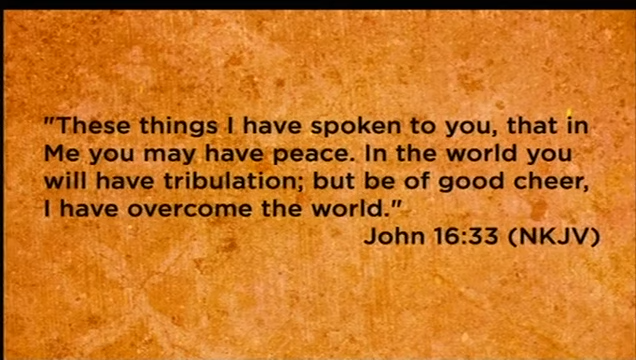 "These things I have spoken to you, that in
Me you may have peace. In the world you
will have tribulation; but be of good cheer,
I have overcome the world."
John 16:33 (NKJV)